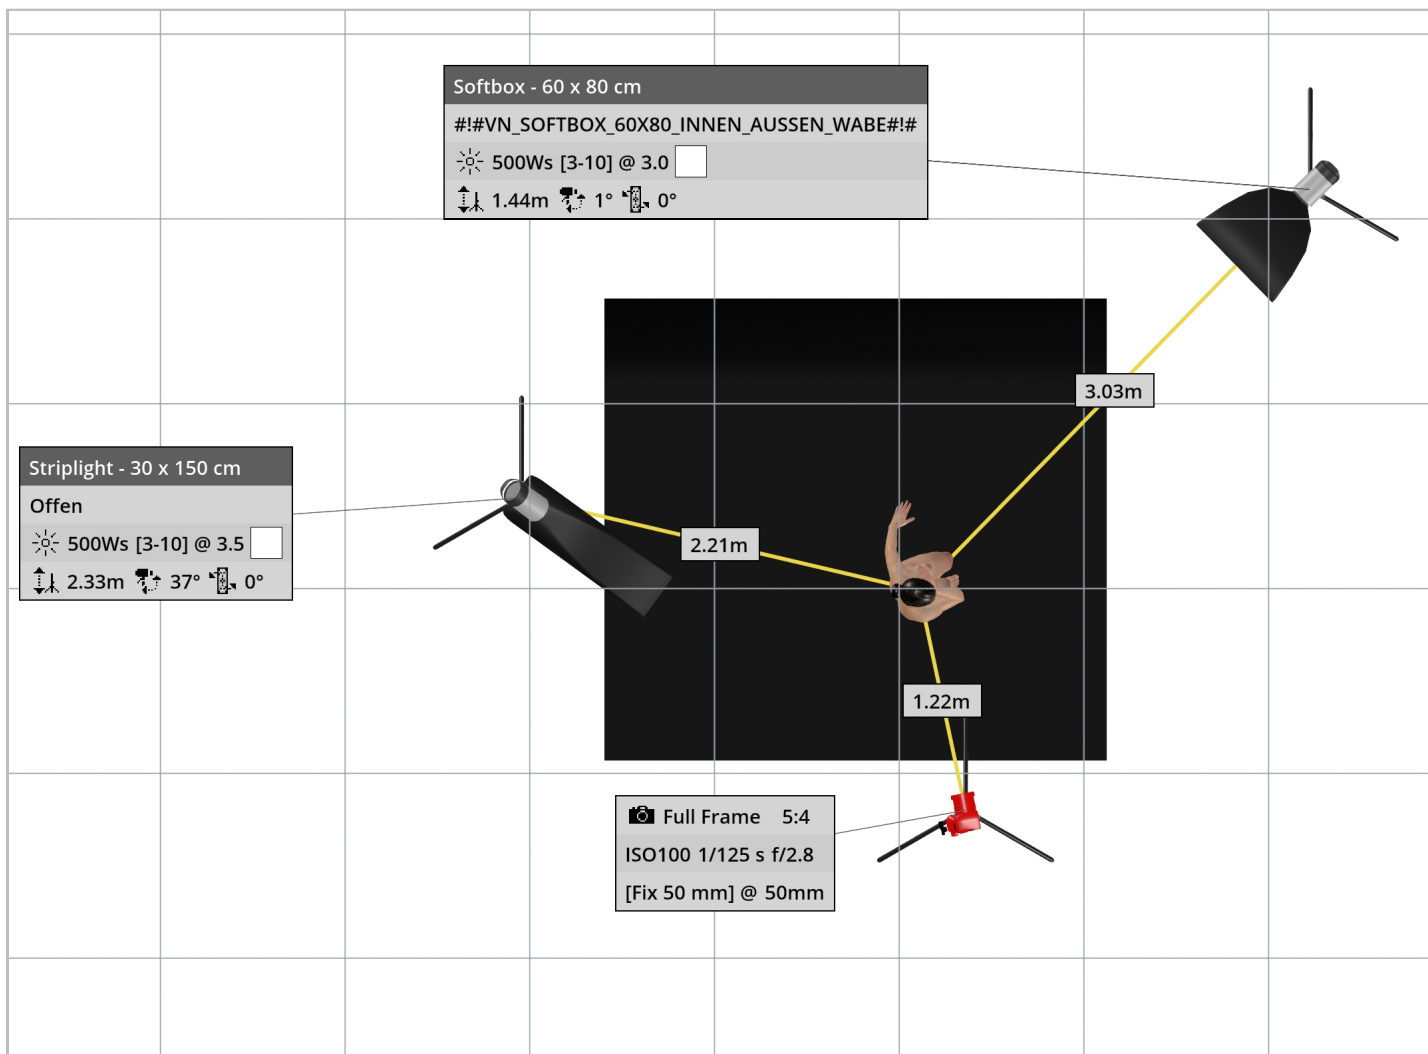 Softbox - 60 x 80 cm
#!#VN_SOFTBOX_60X80_INNEN_AUSSEN_WABE#!#
500Ws [3-10] @ 3.0
1.44m 1° 0°
3.03m
Striplight - 30 x 150 cm
Offen
500Ws [3-10] @ 3.5
2.33m 37° 0°
2.21m
1.22m
Full Frame 5:4
ISO100 1/125 s f/2.8
[Fix 50 mm] @ 50mm